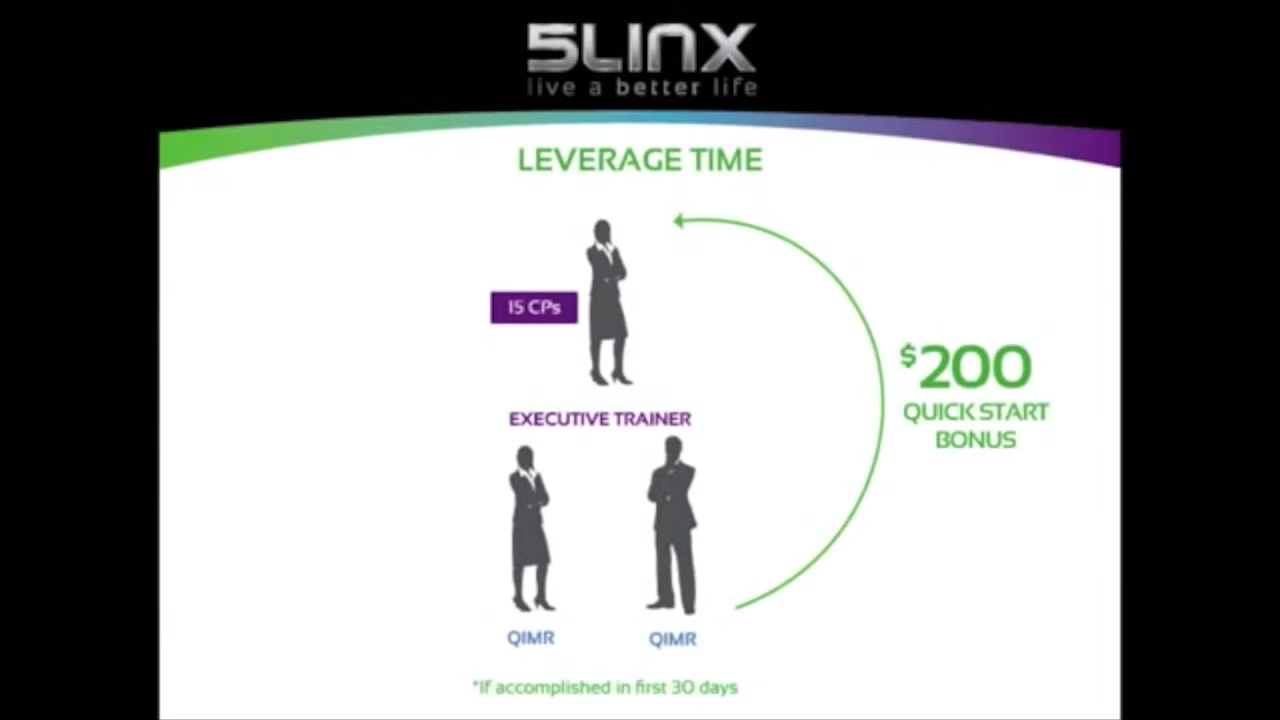 5LINX
live a better life
LEVERAGE TIME
15 CPs
$200
QUICK START
BONUS
EXECUTIVE TRAINER
QIMR QIMR
*If accomplished in first 30 days